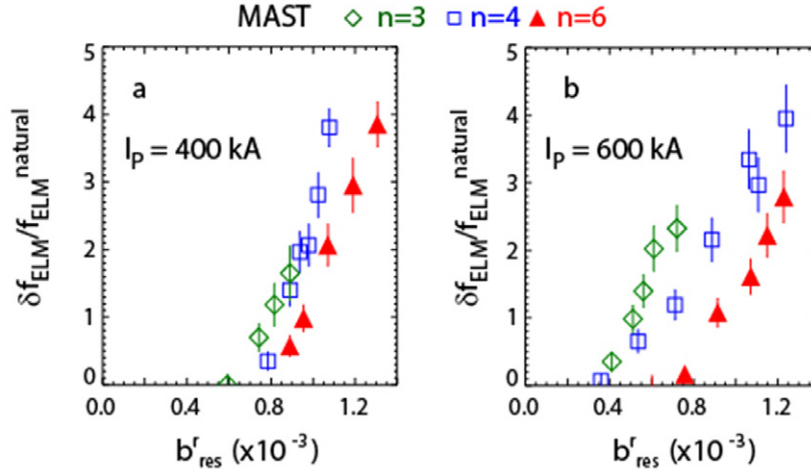 MAST n=3 n=4 n=6
a
I_P = 400 kA
δf_ELM/f_ELM^natural
5
4
3
2
1
0
0.0 0.4 0.8 1.2
b^r_res (x10^-3)
b
I_P = 600 kA
δf_ELM/f_ELM^natural
5
4
3
2
1
0
0.0 0.4 0.8 1.2
b^r_res (x10^-3)